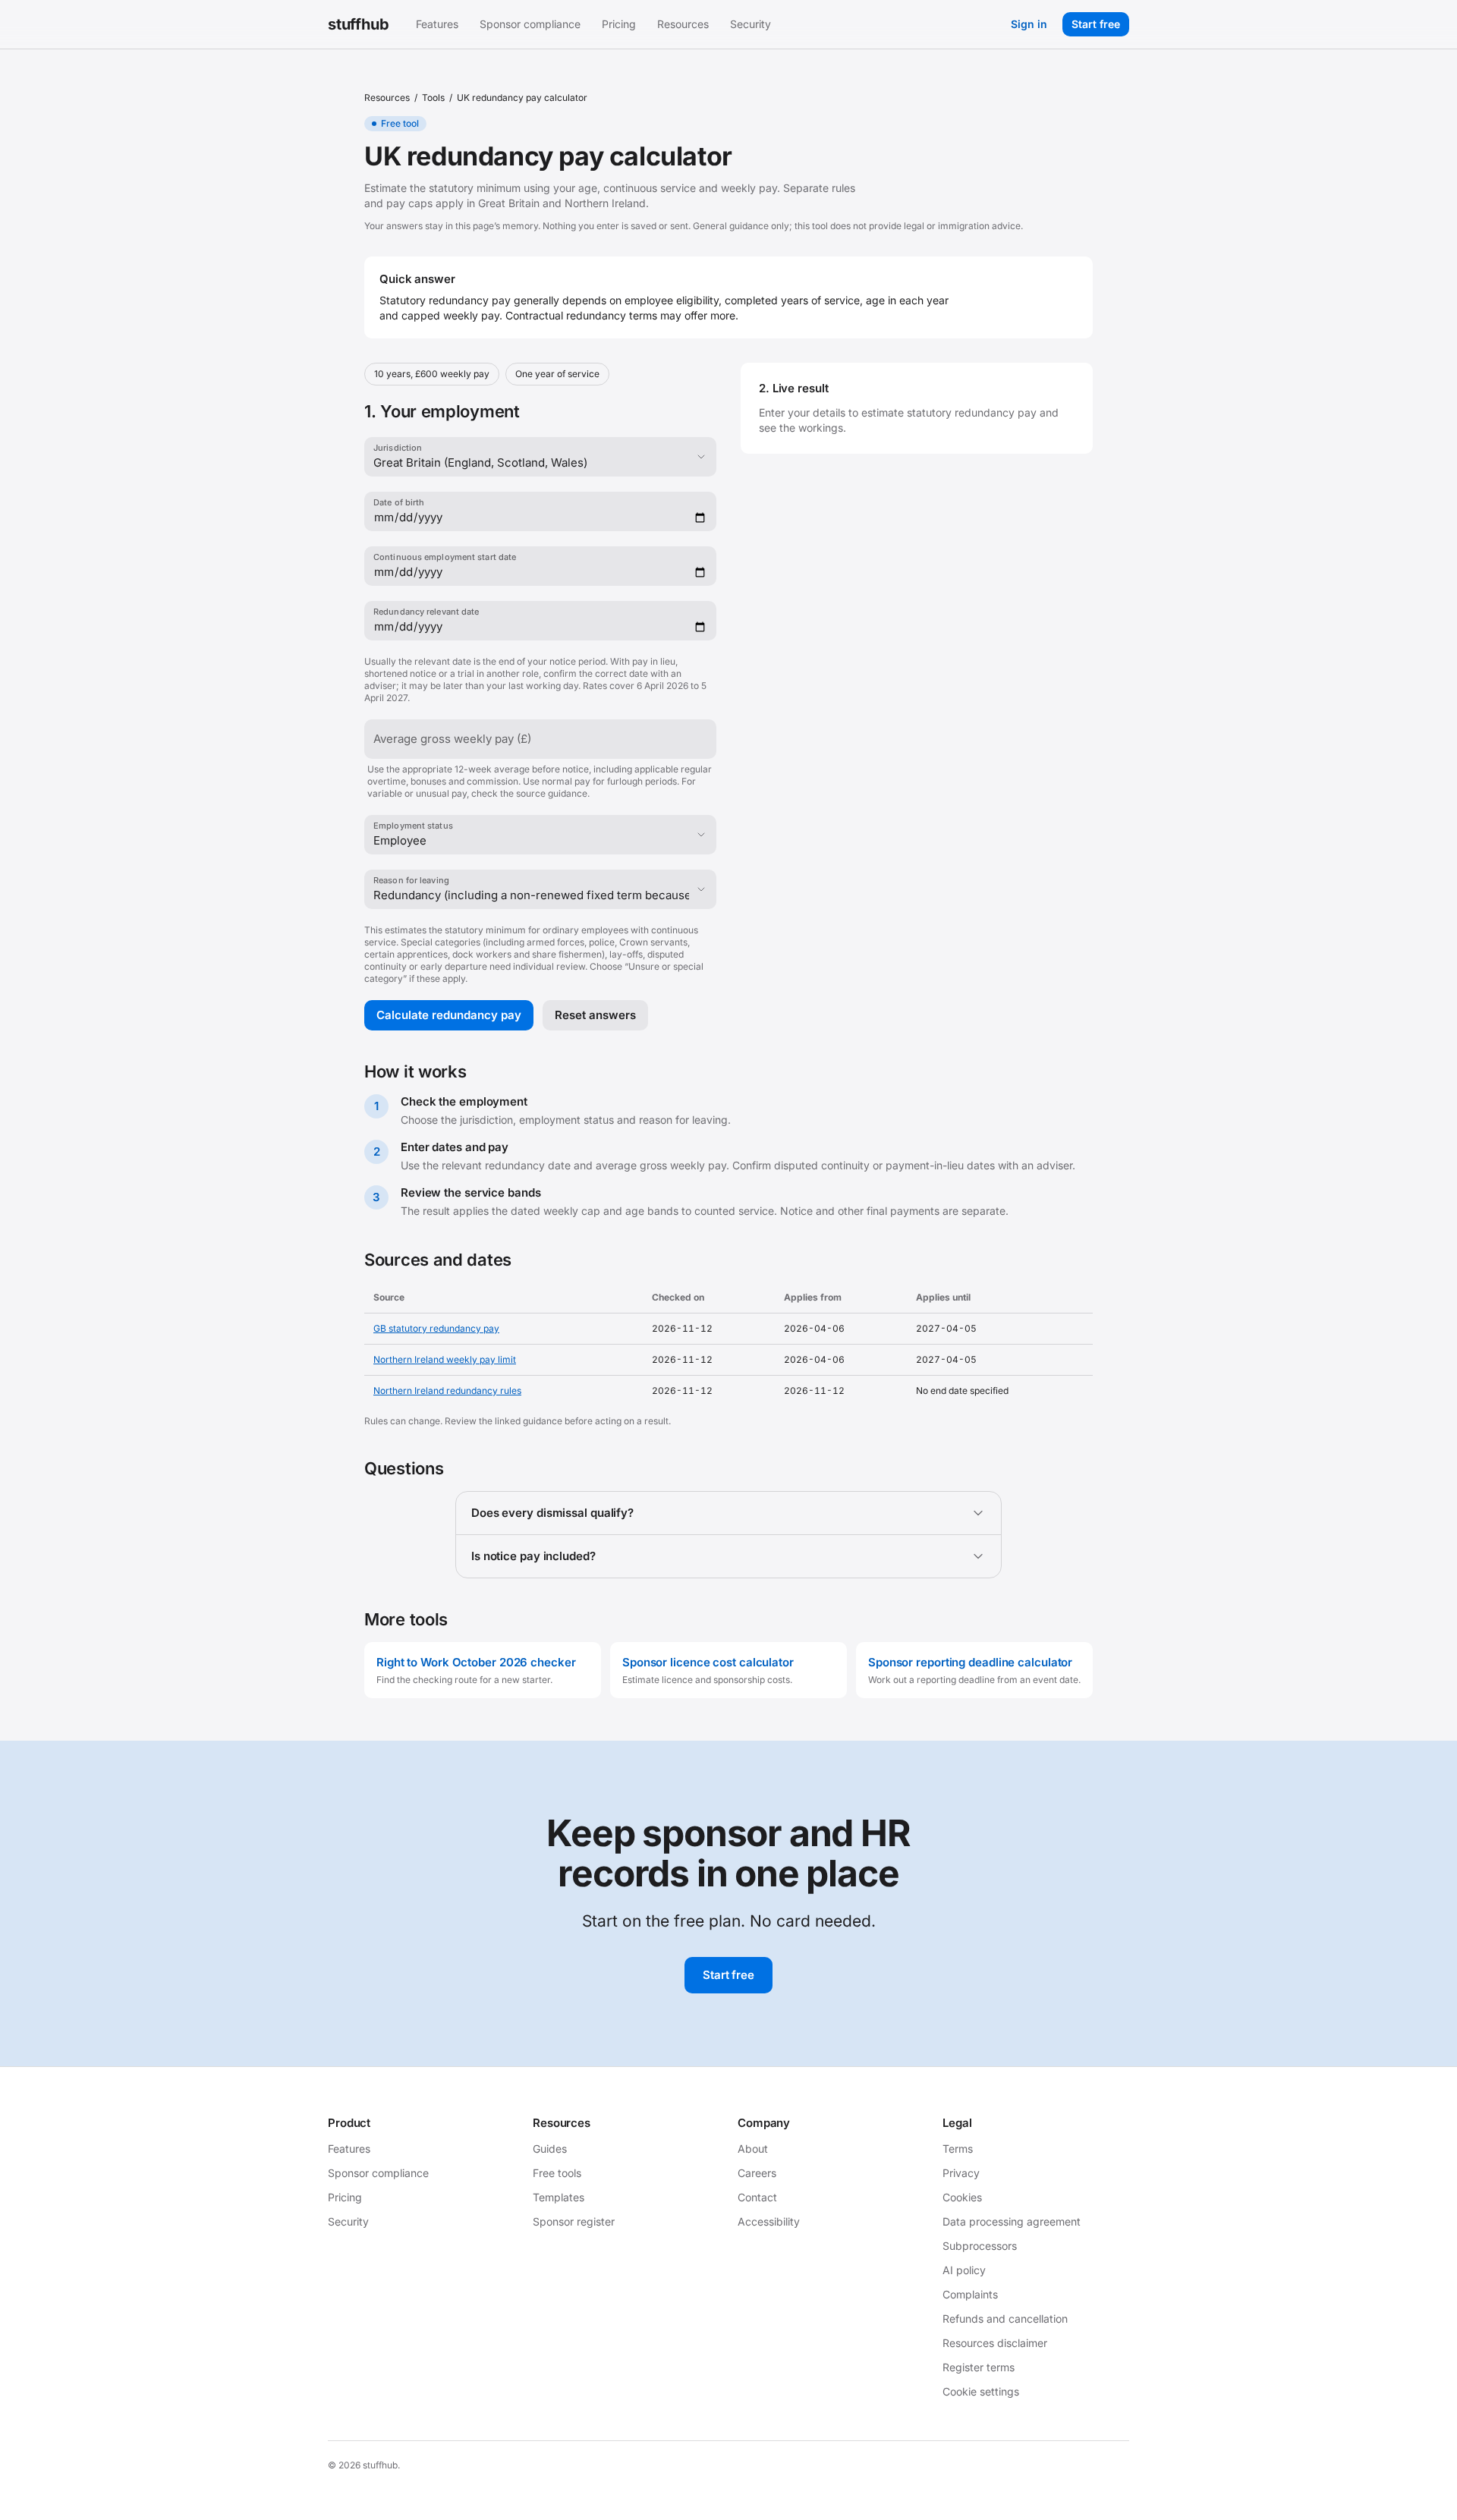 stuffhub
Features
Sponsor compliance
Pricing
Resources
Security
Sign in
Start free
Resources / Tools / UK redundancy pay calculator
Free tool
UK redundancy pay calculator
Estimate the statutory minimum using your age, continuous service and weekly pay. Separate rules
and pay caps apply in Great Britain and Northern Ireland.
Your answers stay in this page’s memory. Nothing you enter is saved or sent. General guidance only; this tool does not provide legal or immigration advice.
Quick answer
Statutory redundancy pay generally depends on employee eligibility, completed years of service, age in each year
and capped weekly pay. Contractual redundancy terms may offer more.
10 years, £600 weekly pay
One year of service
1. Your employment
Jurisdiction
Great Britain (England, Scotland, Wales)
Date of birth
mm/dd/yyyy
Continuous employment start date
mm/dd/yyyy
Redundancy relevant date
mm/dd/yyyy
Usually the relevant date is the end of your notice period. With pay in lieu,
shortened notice or a trial in another role, confirm the correct date with an
adviser; it may be later than your last working day. Rates cover 6 April 2026 to 5
April 2027.
Average gross weekly pay (£)
Use the appropriate 12-week average before notice, including applicable regular
overtime, bonuses and commission. Use normal pay for furlough periods. For
variable or unusual pay, check the source guidance.
Employment status
Employee
Reason for leaving
Redundancy (including a non-renewed fixed term because
This estimates the statutory minimum for ordinary employees with continuous
service. Special categories (including armed forces, police, Crown servants,
certain apprentices, dock workers and share fishermen), lay-offs, disputed
continuity or early departure need individual review. Choose “Unsure or special
category” if these apply.
Calculate redundancy pay
Reset answers
2. Live result
Enter your details to estimate statutory redundancy pay and
see the workings.
How it works
1
Check the employment
Choose the jurisdiction, employment status and reason for leaving.
2
Enter dates and pay
Use the relevant redundancy date and average gross weekly pay. Confirm disputed continuity or payment-in-lieu dates with an adviser.
3
Review the service bands
The result applies the dated weekly cap and age bands to counted service. Notice and other final payments are separate.
Sources and dates
Source Checked on Applies from Applies until
GB statutory redundancy pay 2026-11-12 2026-04-06 2027-04-05
Northern Ireland weekly pay limit 2026-11-12 2026-04-06 2027-04-05
Northern Ireland redundancy rules 2026-11-12 2026-11-12 No end date specified
Rules can change. Review the linked guidance before acting on a result.
Questions
Does every dismissal qualify?
Is notice pay included?
More tools
Right to Work October 2026 checker
Find the checking route for a new starter.
Sponsor licence cost calculator
Estimate licence and sponsorship costs.
Sponsor reporting deadline calculator
Work out a reporting deadline from an event date.
Keep sponsor and HR
records in one place
Start on the free plan. No card needed.
Start free
Product
Features
Sponsor compliance
Pricing
Security
Resources
Guides
Free tools
Templates
Sponsor register
Company
About
Careers
Contact
Accessibility
Legal
Terms
Privacy
Cookies
Data processing agreement
Subprocessors
AI policy
Complaints
Refunds and cancellation
Resources disclaimer
Register terms
Cookie settings
© 2026 stuffhub.